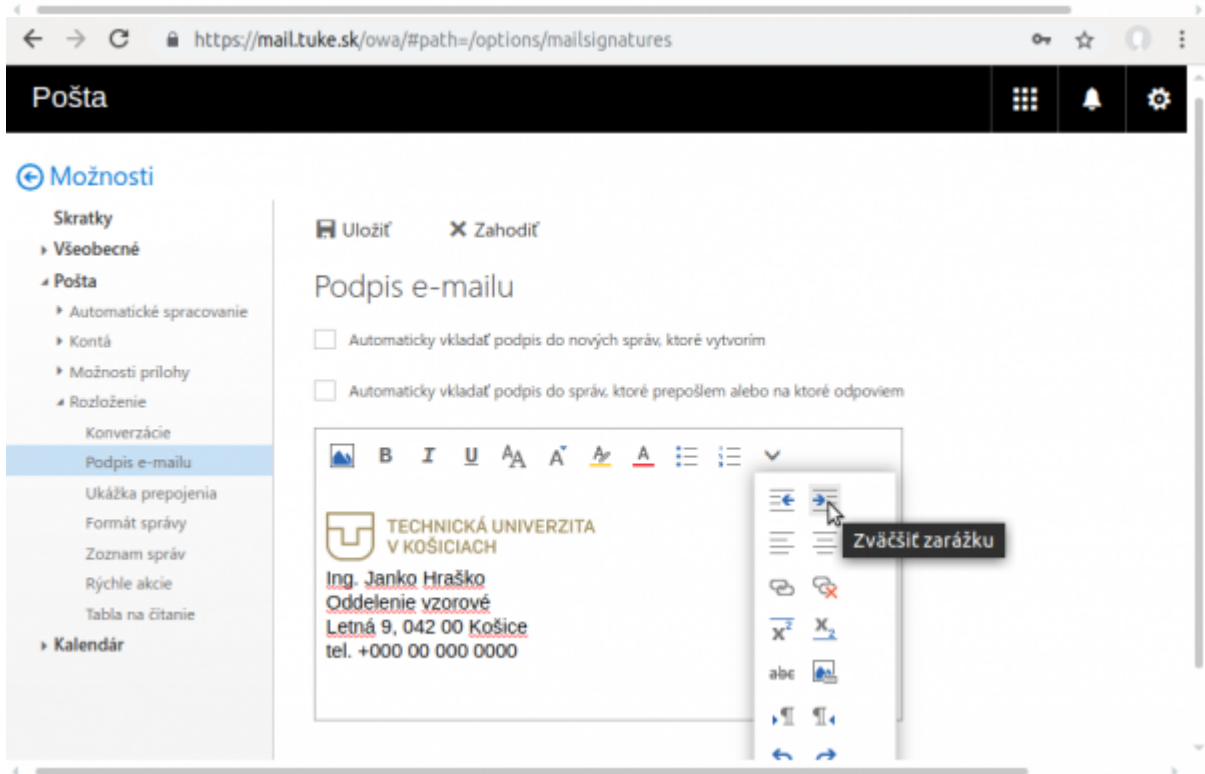 https://mail.tuke.sk/owa/#path=/options/mailsignatures
Pošta
Možnosti
Skratky
Všeobecné
Pošta
Automatické spracovanie
Kontá
Možnosti prílohy
Rozloženie
Konverzácie
Podpis e-mailu
Ukážka prepojenia
Formát správy
Zoznam správ
Rýchle akcie
Tabla na čítanie
Kalendár
Uložiť Zahodiť
Podpis e-mailu
Automaticky vkladať podpis do nových správ, ktoré vytvorím
Automaticky vkladať podpis do správ, ktoré prepošlem alebo na ktoré odpoviem
B I U AA A A
TECHNICKÁ UNIVERZITA
V KOŠICIACH
Ing. Janko Hraško
Oddelenie vzorové
Letná 9, 042 00 Košice
tel. +000 00 000 0000
Zväčšiť zarážku
x² x₂
abc